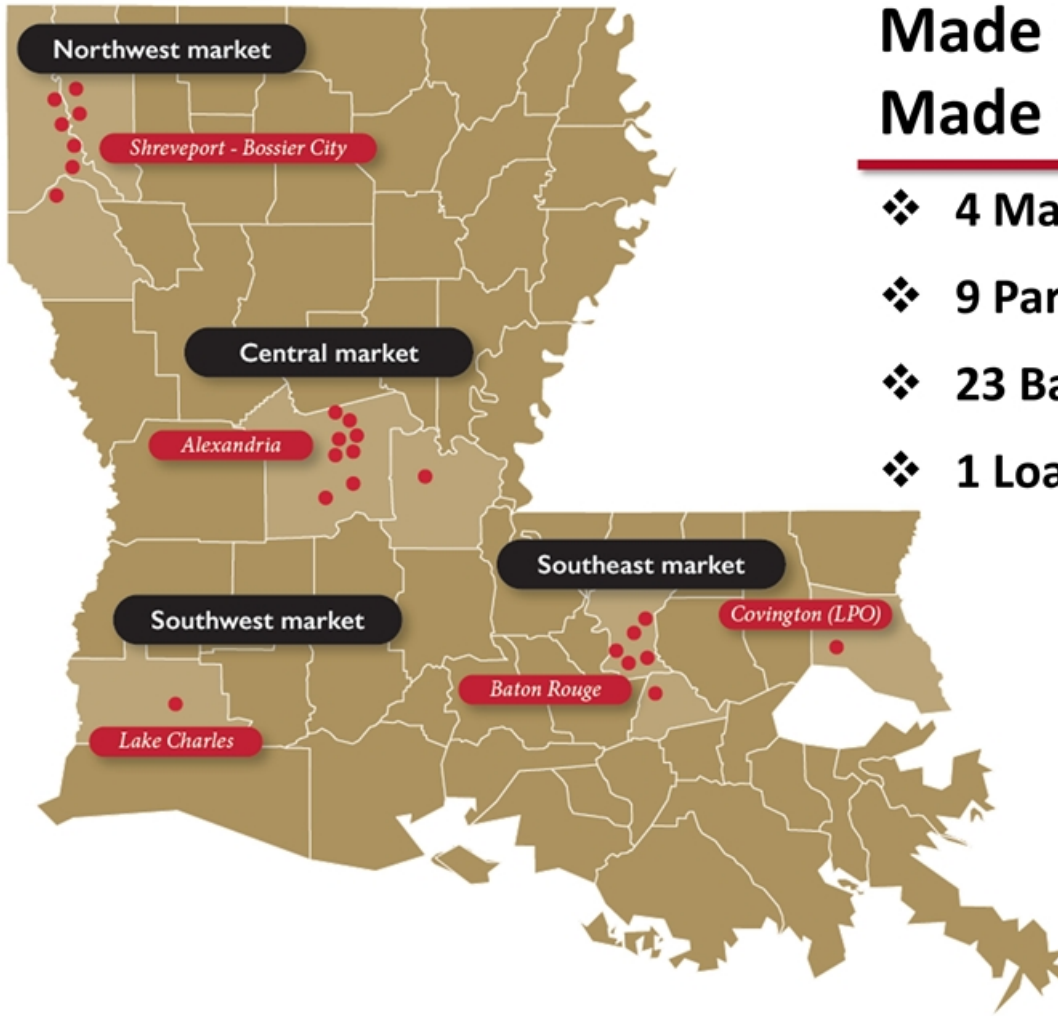 Made
Made
4 Ma
9 Par
23 Ba
1 Loa
Northwest market
Shreveport - Bossier City
Central market
Alexandria
Southeast market
Covington (LPO)
Southwest market
Baton Rouge
Lake Charles